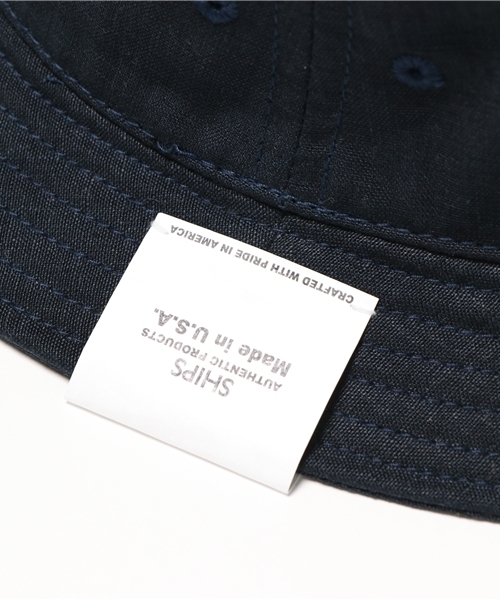 SHIPS
AUTHENTIC PRODUCTS
Made in U.S.A.
CRAFTED WITH PRIDE IN AMERICA